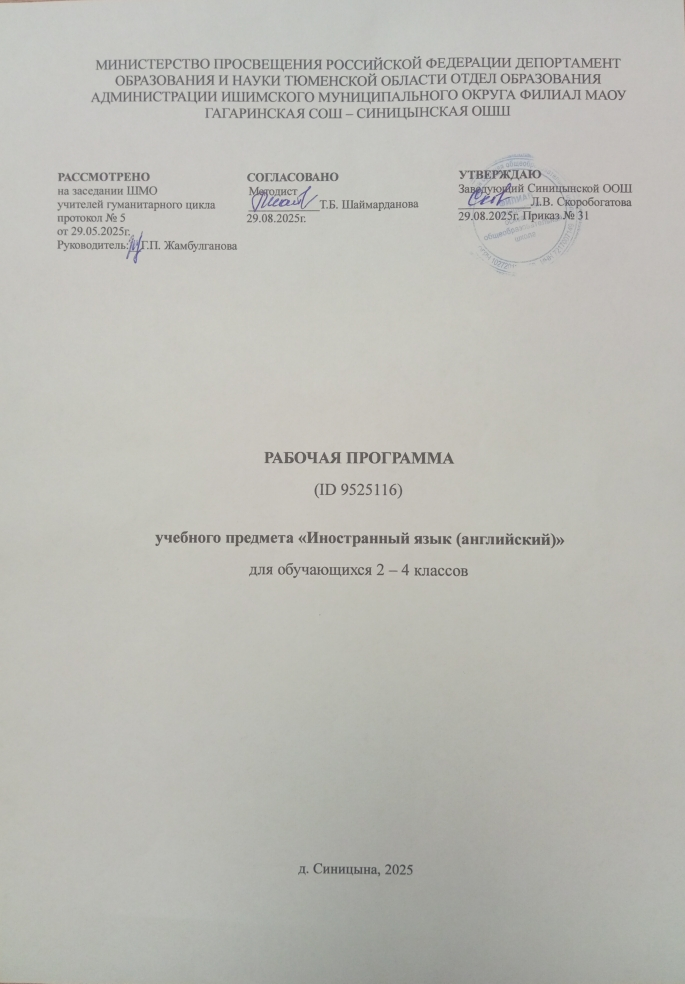 МИНИСТЕРСТВО ПРОСВЕЩЕНИЯ РОССИЙСКОЙ ФЕДЕРАЦИИ ДЕПОРТАМЕНТ
ОБРАЗОВАНИЯ И НАУКИ ТЮМЕНСКОЙ ОБЛАСТИ ОТДЕЛ ОБРАЗОВАНИЯ
АДМИНИСТРАЦИИ ИШИМСКОГО МУНИЦИПАЛЬНОГО ОКРУГА ФИЛИАЛ МАОУ
ГАГАРИНСКАЯ СОШ – СИНИЦЫНСКАЯ ОШШ
РАССМОТРЕНО
на заседании ШМО
учителей гуманитарного цикла
протокол № 5
от 29.05.2025г.
Руководитель: Г.П. Жамбулганова
СОГЛАСОВАНО
Методист
Т.Б. Шаймарданова
29.08.2025г.
УТВЕРЖДАЮ
Заведующий Синицынской ООШ
Л.В. Скоробогатова
29.08.2025г. Приказ № 31
РАБОЧАЯ ПРОГРАММА
(ID 9525116)
учебного предмета «Иностранный язык (английский)»
для обучающихся 2 – 4 классов
д. Синицына, 2025